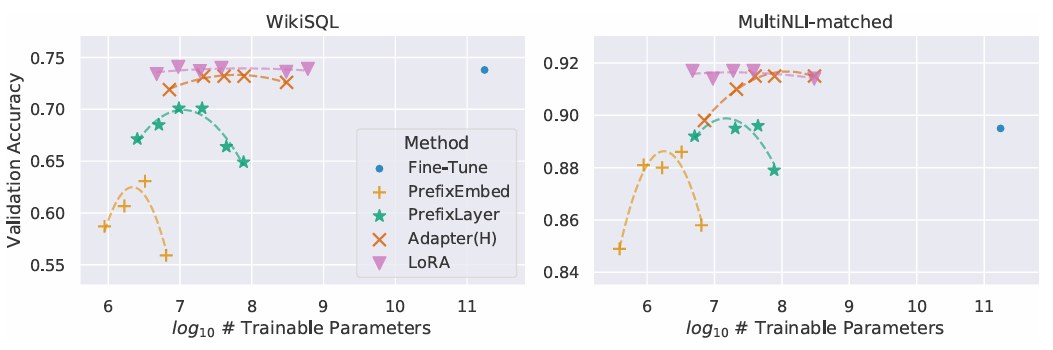 WikiSQL
MultiNLI-matched
Validation Accuracy
0.75
0.70
0.65
0.60
0.55
6 7 8 9 10 11
log10 # Trainable Parameters
Method
Fine-Tune
PrefixEmbed
PrefixLayer
Adapter(H)
LoRA
0.92
0.90
0.88
0.86
0.84
6 7 8 9 10 11
log10 # Trainable Parameters